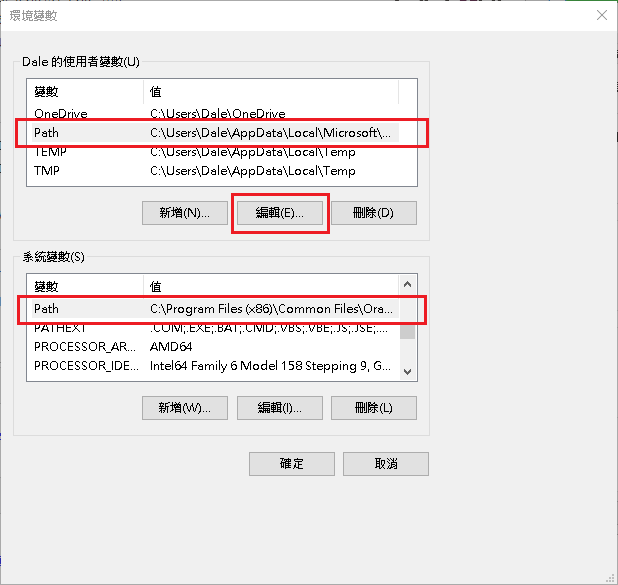 環境變數
Dale 的使用者變數(U)
變數 值
OneDrive C:\Users\Dale\OneDrive
Path C:\Users\Dale\AppData\Local\Microsoft\...
TEMP C:\Users\Dale\AppData\Local\Temp
TMP C:\Users\Dale\AppData\Local\Temp
新增(N)... 編輯(E)... 刪除(D)
系統變數(S)
變數 值
Path C:\Program Files (x86)\Common Files\Ora...
PATHEXT .COM;.EXE;.BAT;.CMD;.VBS;.VBE;.JS;.JSE;....
PROCESSOR_AR... AMD64
PROCESSOR_IDE... Intel64 Family 6 Model 158 Stepping 9, G...
新增(W)... 編輯(I)... 刪除(L)
確定 取消